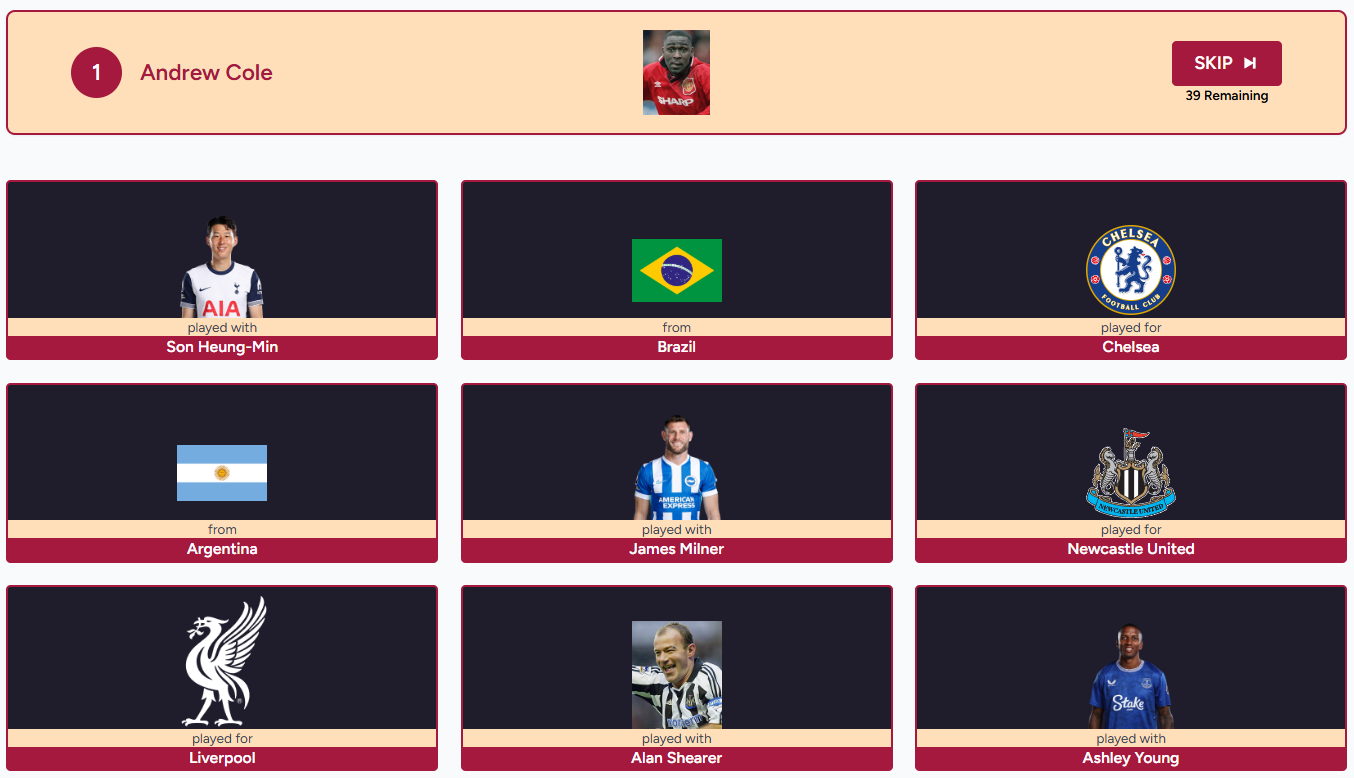 1
Andrew Cole
SHARP
SKIP
39 Remaining
AIA
played with
Son Heung-Min
from
Brazil
CHELSEA
FOOTBALL CLUB
played for
Chelsea
from
Argentina
AMERICAN
EXPRESS
played with
James Milner
NEWCASTLE UNITED
played for
Newcastle United
played for
Liverpool
played with
Alan Shearer
Stake
played with
Ashley Young